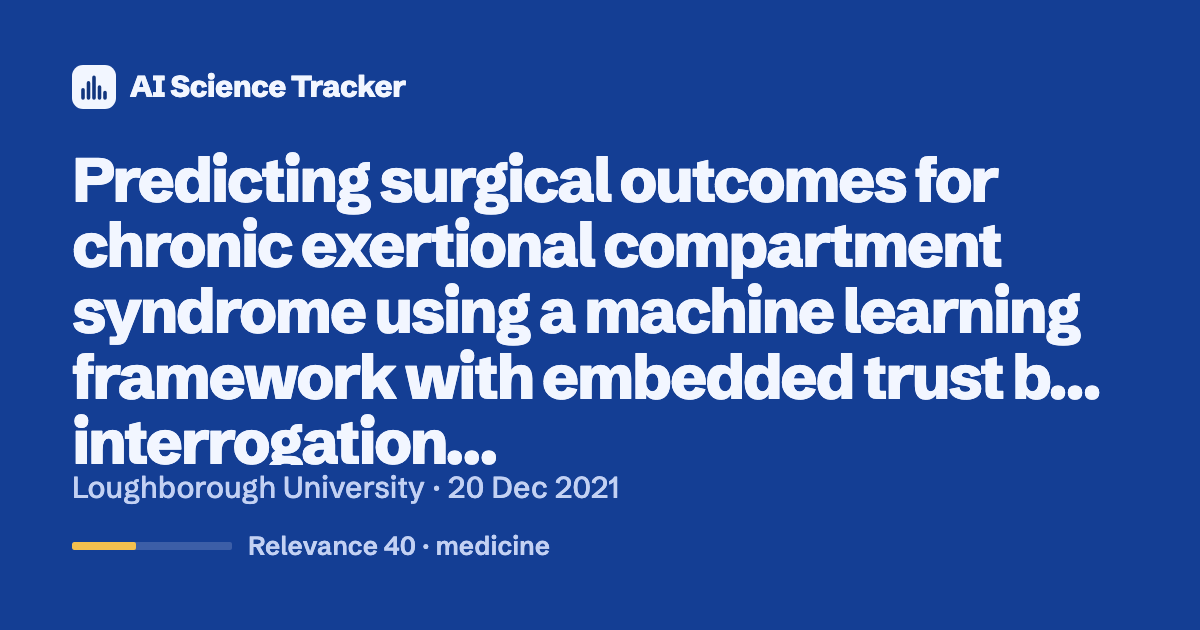 AI Science Tracker
Predicting surgical outcomes for
chronic exertional compartment
syndrome using a machine learning
framework with embedded trust b...
interrogation...
Loughborough University · 20 Dec 2021
Relevance 40 · medicine